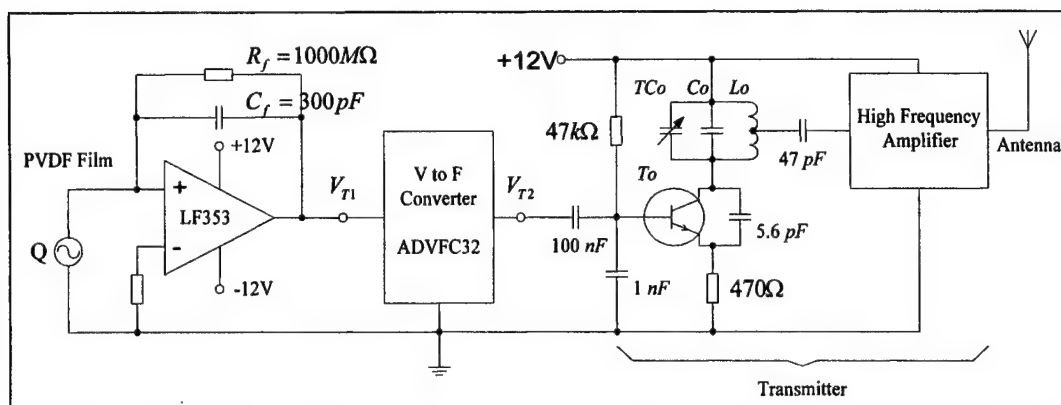 R_f = 1000MΩ
C_f = 300pF
+12V
PVDF Film
+
LF353
-
Q
-12V
V_T1
V to F
Converter
ADVFC32
V_T2
100 nF
+12V
47kΩ
TCo
Co
Lo
47 pF
To
5.6 pF
1 nF
470Ω
High Frequency
Amplifier
Antenna
Transmitter